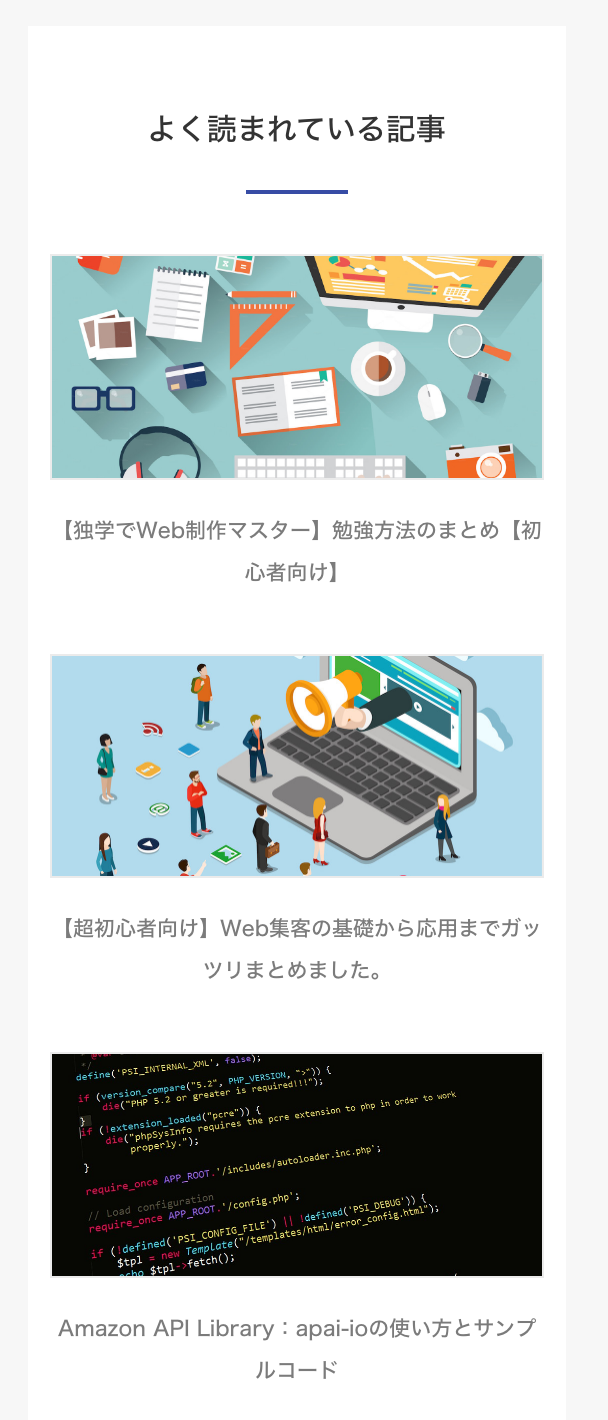 よく読まれている記事
【独学でWeb制作マスター】勉強方法のまとめ【初
心者向け】
【超初心者向け】Web集客の基礎から応用までガッ
ツリまとめました。
*/
define('PSI_INTERNAL_XML', false);
if (version_compare("5.2", PHP_VERSION, ">")) {
die("PHP 5.2 or greater is required!!!");
}
if (!extension_loaded("pcre")) {
die("phpSysInfo requires the pcre extension to php in order to work
properly.");
}
require_once APP_ROOT.'/includes/autoloader.inc.php';
// Load configuration
require_once APP_ROOT.'/config.php';
if (!defined('PSI_CONFIG_FILE') || !defined('PSI_DEBUG')) {
$tpl = new Template("/templates/html/error_config.html");
echo $tpl->fetch();
Amazon API Library：apai-ioの使い方とサンプ
ルコード